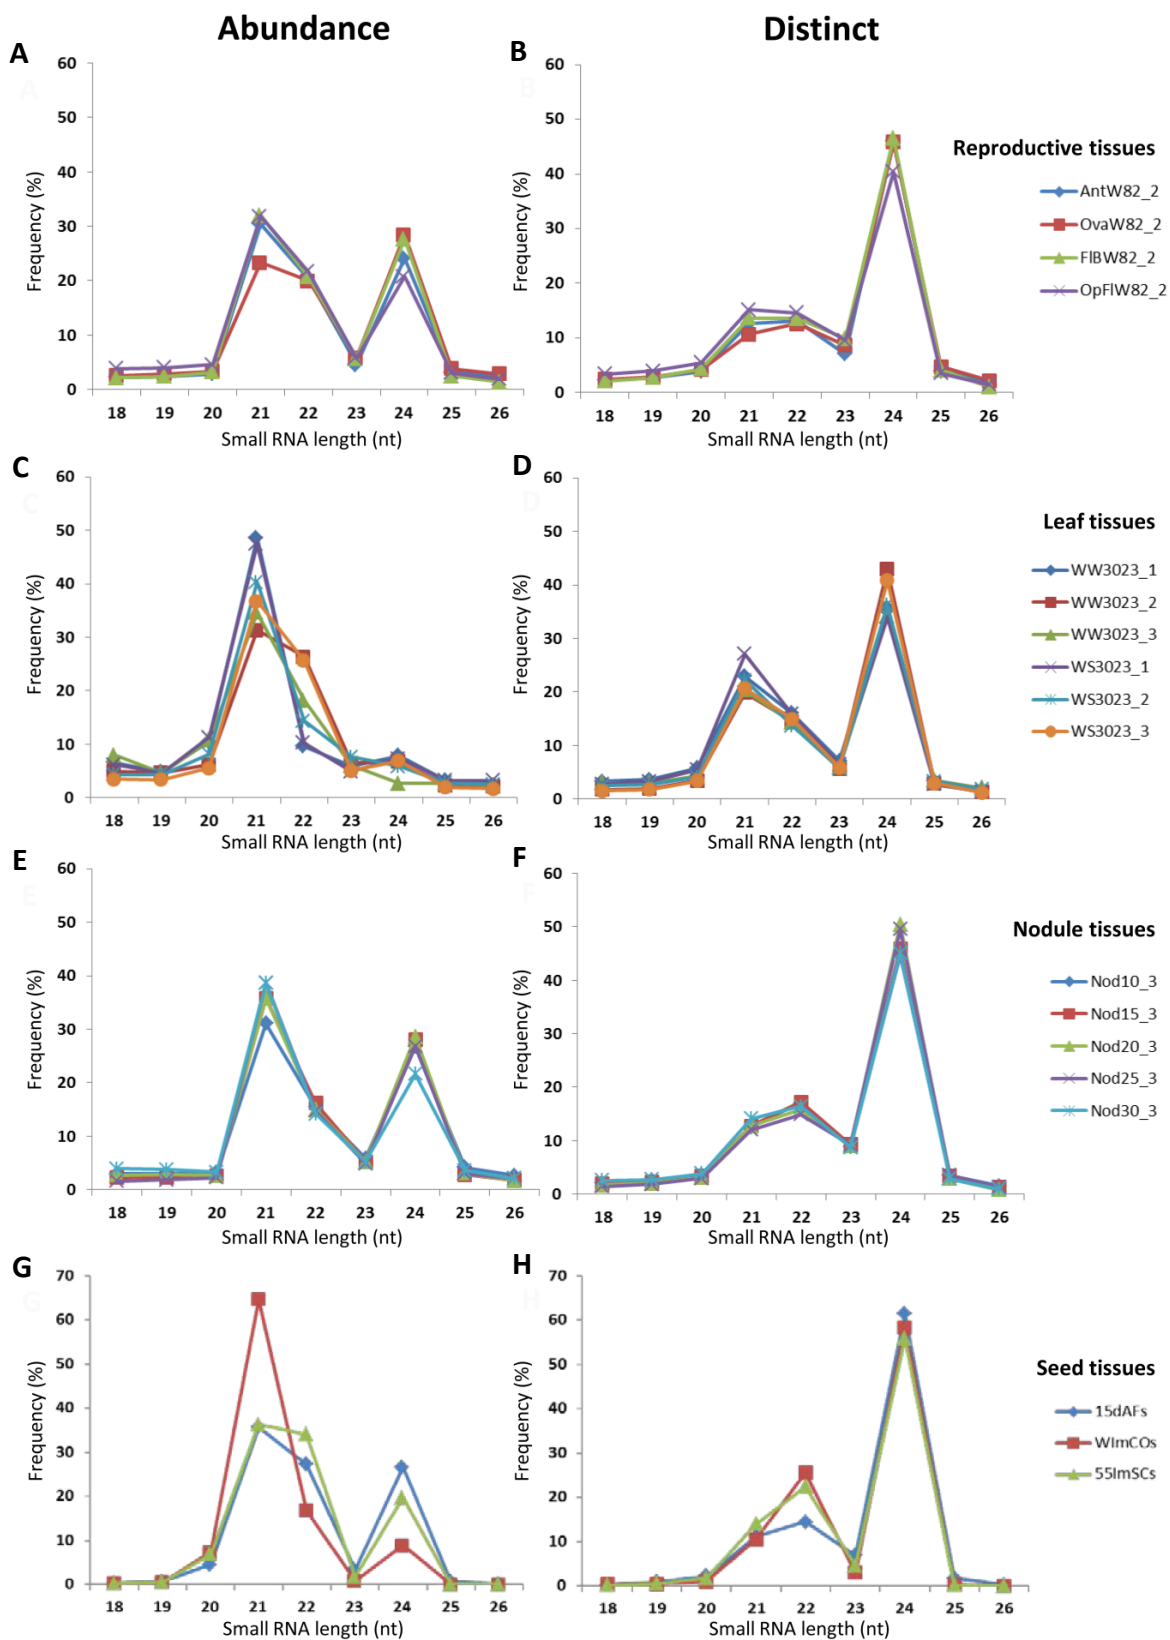 Abundance
Distinct
A
60
50
40
30
20
10
0
Frequency (%)
18 19 20 21 22 23 24 25 26
Small RNA length (nt)
B
60
50
40
30
20
10
0
Frequency (%)
18 19 20 21 22 23 24 25 26
Small RNA length (nt)
Reproductive tissues
AntW82_2
OvaW82_2
FlBW82_2
OpFlW82_2
C
60
50
40
30
20
10
0
Frequency (%)
18 19 20 21 22 23 24 25 26
Small RNA length (nt)
D
60
50
40
30
20
10
0
Frequency (%)
18 19 20 21 22 23 24 25 26
Small RNA length (nt)
Leaf tissues
WW3023_1
WW3023_2
WW3023_3
WS3023_1
WS3023_2
WS3023_3
E
60
50
40
30
20
10
0
Frequency (%)
18 19 20 21 22 23 24 25 26
Small RNA length (nt)
F
60
50
40
30
20
10
0
Frequency (%)
18 19 20 21 22 23 24 25 26
Small RNA length (nt)
Nodule tissues
Nod10_3
Nod15_3
Nod20_3
Nod25_3
Nod30_3
G
70
60
50
40
30
20
10
0
Frequency (%)
18 19 20 21 22 23 24 25 26
Small RNA length (nt)
H
70
60
50
40
30
20
10
0
Frequency (%)
18 19 20 21 22 23 24 25 26
Small RNA length (nt)
Seed tissues
15dAFs
WImCOs
55ImSCs